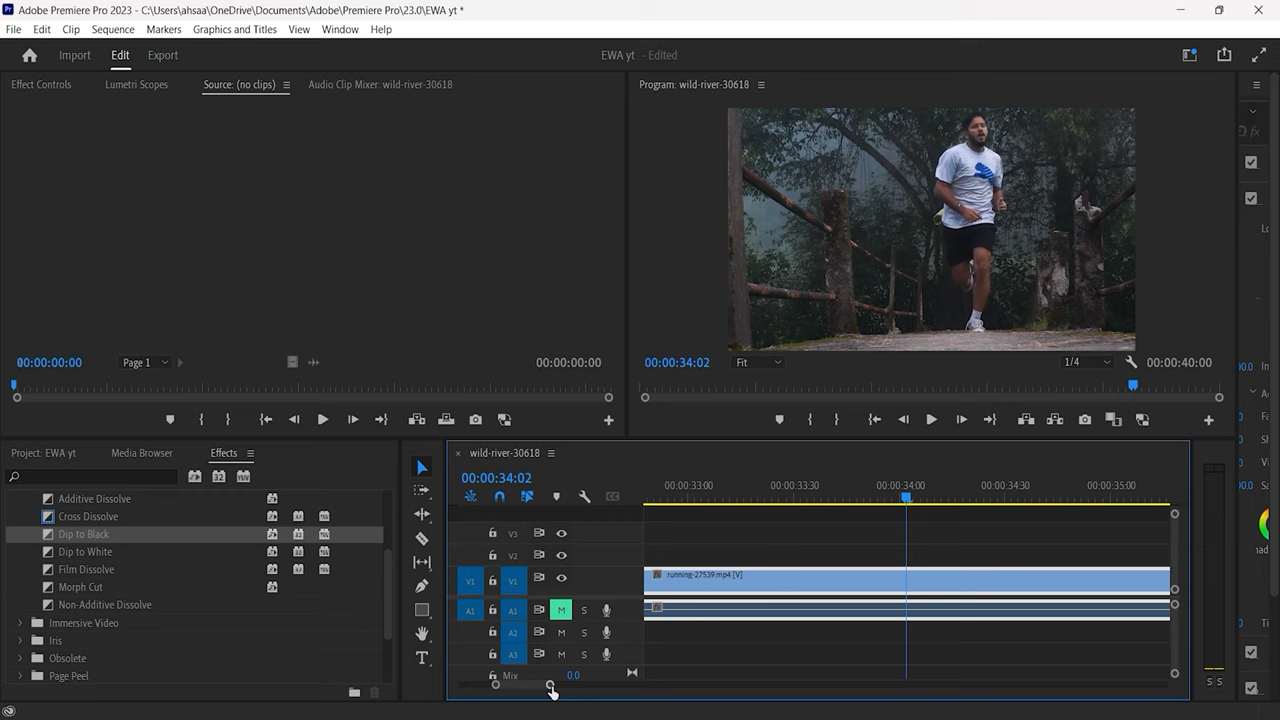 Adobe Premiere Pro 2023 - C:\Users\ahsaa\OneDrive\Documents\Adobe\Premiere Pro\23.0\EWA yt *
File Edit Clip Sequence Markers Graphics and Titles View Window Help
Import Edit Export EWA yt - Edited
Effect Controls Lumetri Scopes Source: (no clips) Audio Clip Mixer: wild-river-30618 Program: wild-river-30618
00:00:00:00 Page 1 00:00:00:00 00:00:34:02 Fit 1/4 00:00:40:00
Project: EWA yt Media Browser Effects wild-river-30618
00:00:34:02
00:00:33:00 00:00:33:30 00:00:34:00 00:00:34:30 00:00:35:00
Additive Dissolve
Cross Dissolve
Dip to Black
Dip to White
Film Dissolve
Morph Cut
Non-Additive Dissolve
Immersive Video
Iris
Obsolete
Page Peel
V3
V2
V1 V1 running-27539.mp4 [V]
A1 A1 M S
A2 M S
A3 M S
Mix 0.0
S S